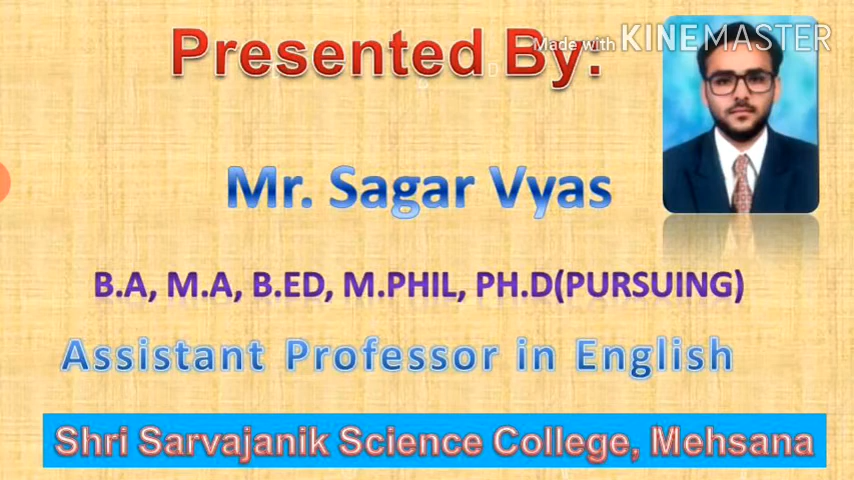 Presented By:
Made with KINEMASTER
Mr. Sagar Vyas
B.A, M.A, B.ED, M.PHIL, PH.D(PURSUING)
Assistant Professor in English
Shri Sarvajanik Science College, Mehsana